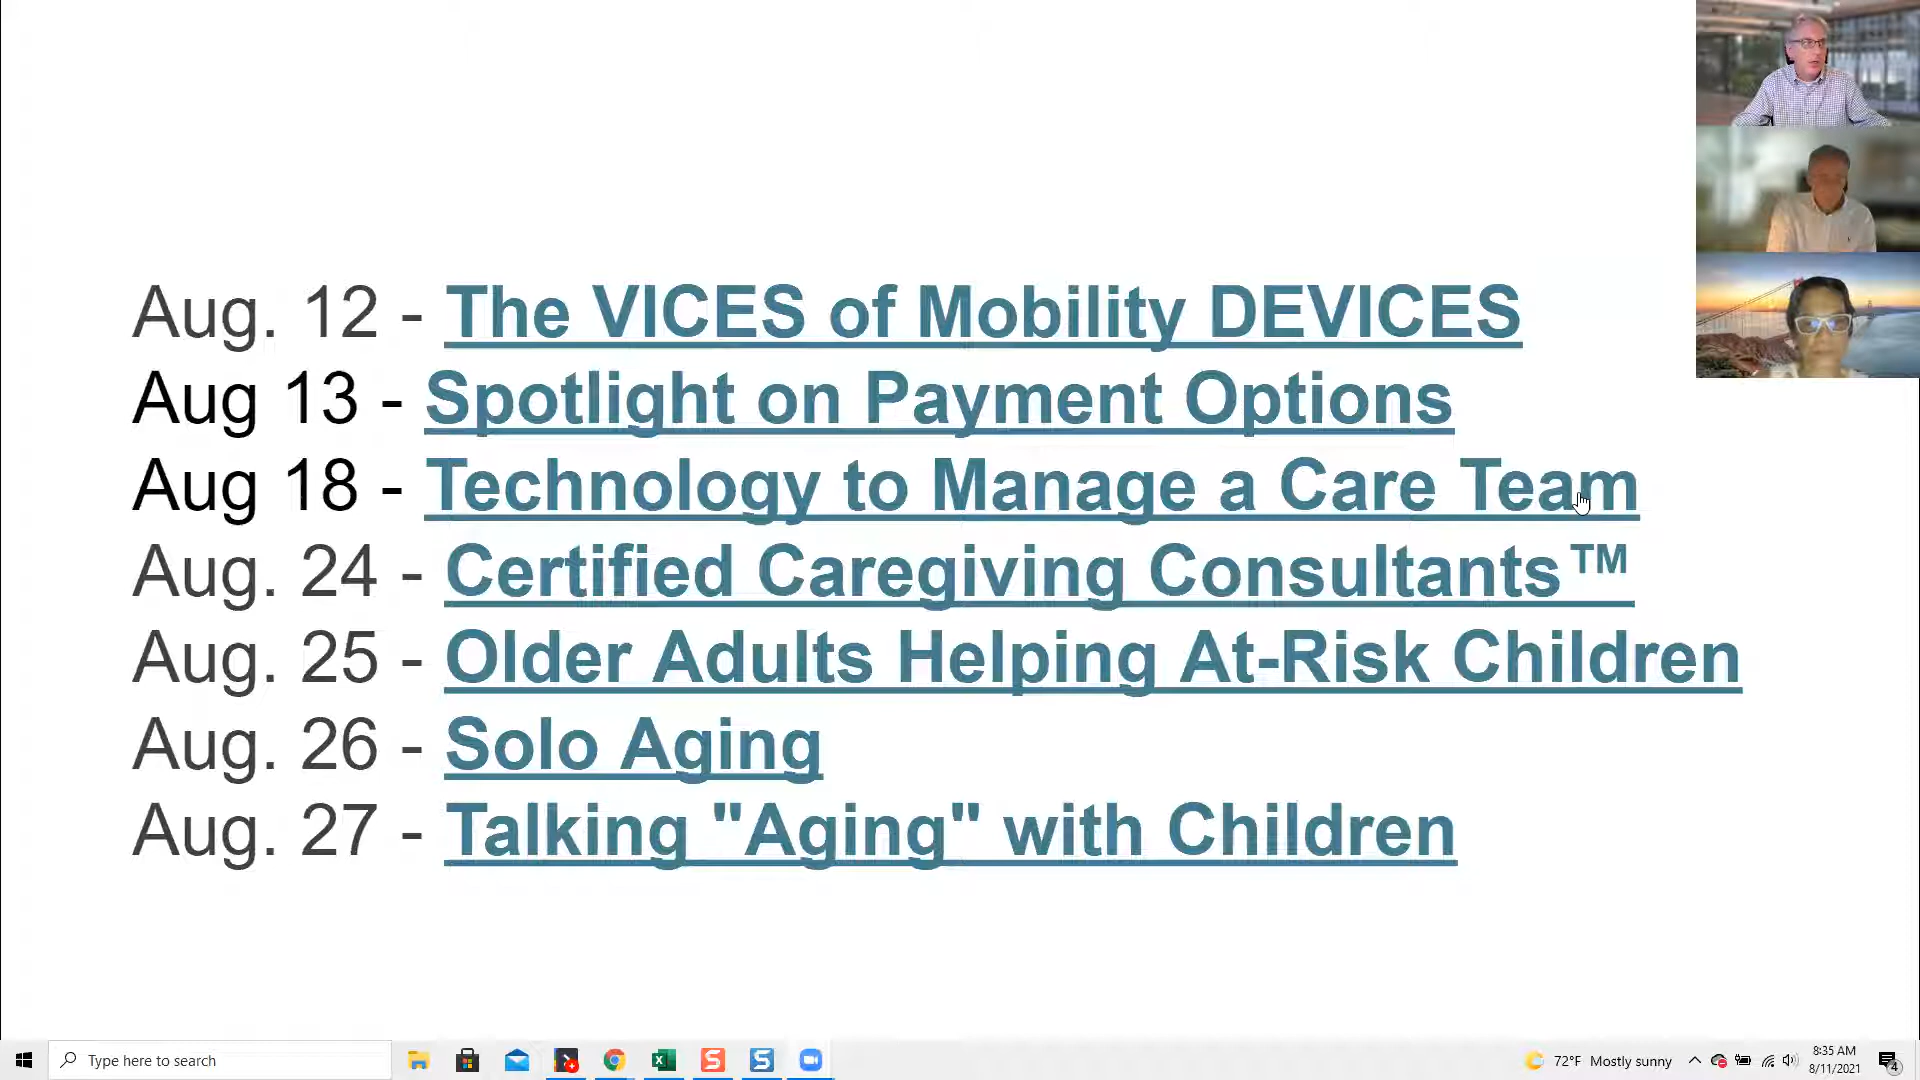 Aug. 12 - The VICES of Mobility DEVICES
Aug 13 - Spotlight on Payment Options
Aug 18 - Technology to Manage a Care Team
Aug. 24 - Certified Caregiving Consultants™
Aug. 25 - Older Adults Helping At-Risk Children
Aug. 26 - Solo Aging
Aug. 27 - Talking "Aging" with Children
Type here to search
72°F Mostly sunny
8:35 AM
8/11/2021
4